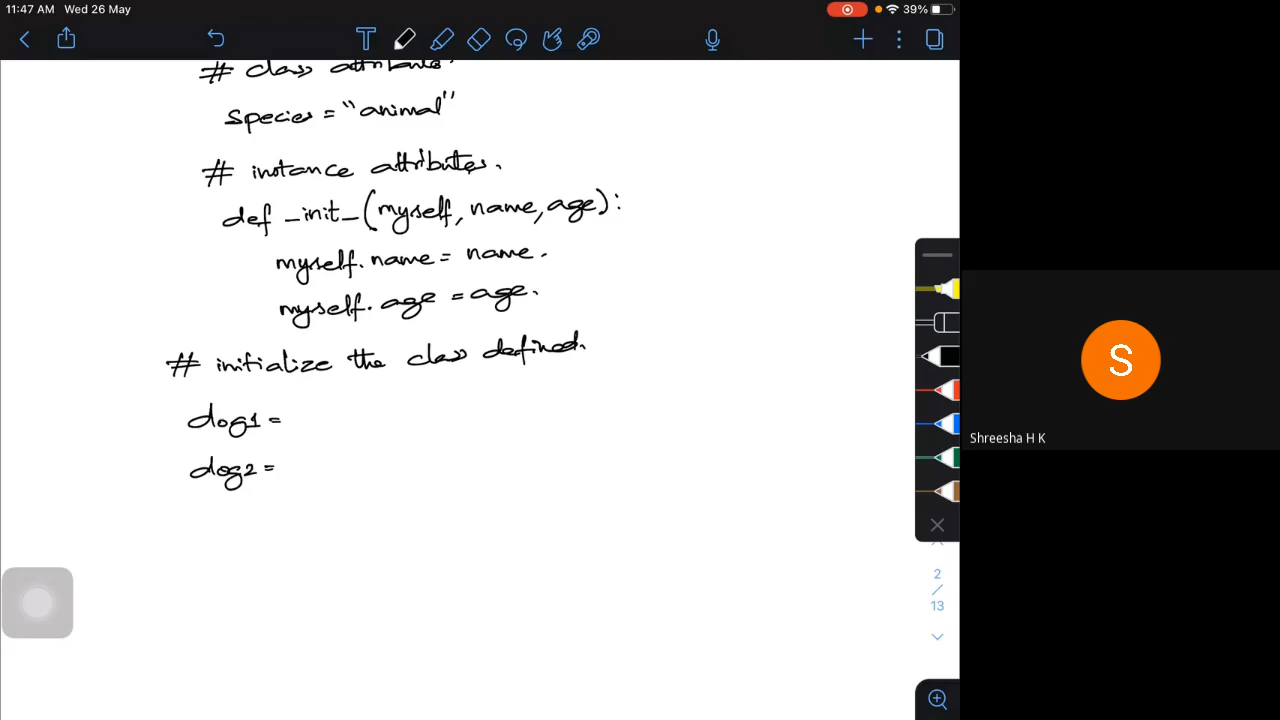 11:47 AM Wed 26 May
39%
# class attributes.
species = "animal"
# instance attributes.
def _init_(myself, name, age):
myself.name = name.
myself.age = age.
# initialize the class defined.
dog1 =
dog2 =
S
Shreesha H K
2
/
13